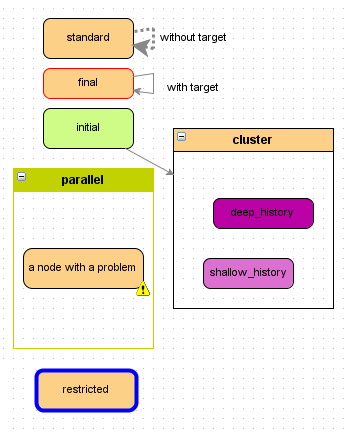 standard
without target
final
with target
initial
cluster
parallel
deep_history
a node with a problem
shallow_history
restricted